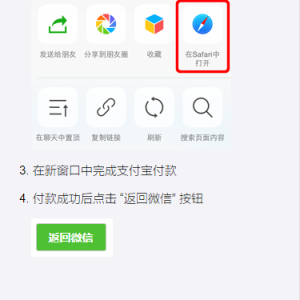 发送给朋友 分享到朋友圈 收藏 在Safari中
打开
在聊天中置顶 复制链接 刷新 搜索页面内容
3. 在新窗口中完成支付宝付款
4. 付款成功后点击 “返回微信” 按钮
返回微信